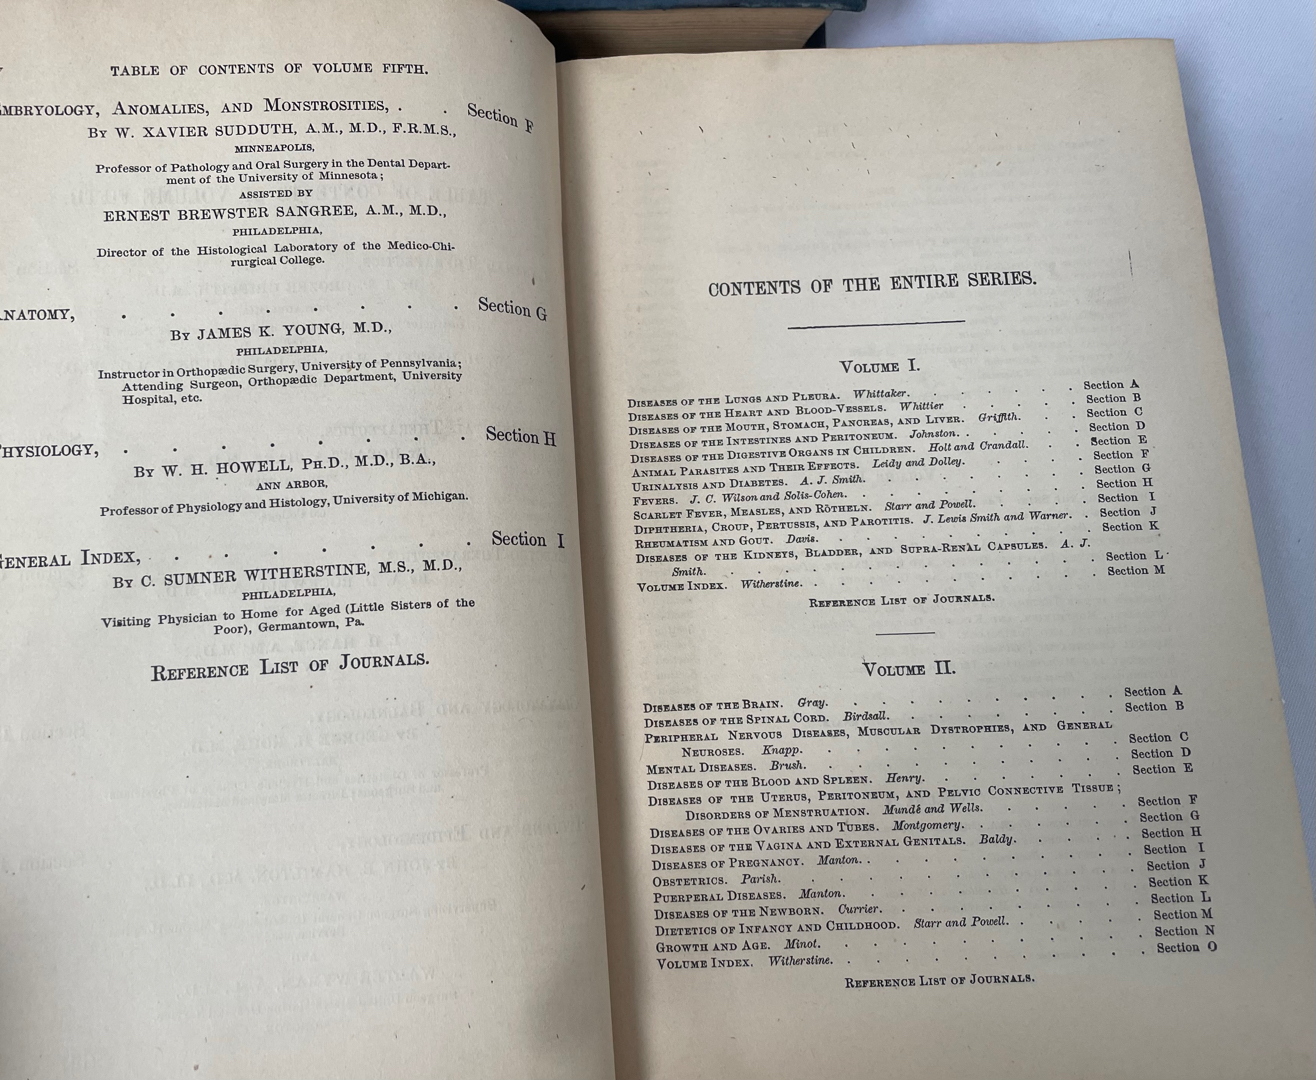 TABLE OF CONTENTS OF VOLUME FIFTH.
MBRYOLOGY, ANOMALIES, AND MONSTROSITIES, . . Section F
BY W. XAVIER SUDDUTH, A.M., M.D., F.R.M.S.,
MINNEAPOLIS,
Professor of Pathology and Oral Surgery in the Dental Depart-
ment of the University of Minnesota;
ASSISTED BY
ERNEST BREWSTER SANGREE, A.M., M.D.,
PHILADELPHIA,
Director of the Histological Laboratory of the Medico-Chi-
rurgical College.
NATOMY, . . . . . . . . Section G
BY JAMES K. YOUNG, M.D.,
PHILADELPHIA,
Instructor in Orthopædic Surgery, University of Pennsylvania;
Attending Surgeon, Orthopædic Department, University
Hospital, etc.
HYSIOLOGY, . . . . . . . . Section H
BY W. H. HOWELL, PH.D., M.D., B.A.,
ANN ARBOR,
Professor of Physiology and Histology, University of Michigan.
GENERAL INDEX, . . . . . . . Section I
BY C. SUMNER WITHERSTINE, M.S., M.D.,
PHILADELPHIA,
Visiting Physician to Home for Aged (Little Sisters of the
Poor), Germantown, Pa.
REFERENCE LIST OF JOURNALS.
CONTENTS OF THE ENTIRE SERIES.
VOLUME I.
DISEASES OF THE LUNGS AND PLEURA. Whittaker. . . . . . Section A
DISEASES OF THE HEART AND BLOOD-VESSELS. Whittier . . . . Section B
DISEASES OF THE MOUTH, STOMACH, PANCREAS, AND LIVER. Griffith. . . Section C
DISEASES OF THE INTESTINES AND PERITONEUM. Johnston. . . . . Section D
DISEASES OF THE DIGESTIVE ORGANS IN CHILDREN. Holt and Crandall. . . Section E
ANIMAL PARASITES AND THEIR EFFECTS. Leidy and Dolley. . . . Section F
URINALYSIS AND DIABETES. A. J. Smith. . . . . . Section G
FEVERS. J. C. Wilson and Solis-Cohen. . . . . . Section H
SCARLET FEVER, MEASLES, AND RÖTHELN. Starr and Powell. . . . Section I
DIPHTHERIA, CROUP, PERTUSSIS, AND PAROTITIS. J. Lewis Smith and Warner. . Section J
RHEUMATISM AND GOUT. Davis. . . . . . . . Section K
DISEASES OF THE KIDNEYS, BLADDER, AND SUPRA-RENAL CAPSULES. A. J.
Smith. . . . . . . . . . . Section L
VOLUME INDEX. Witherstine. . . . . . . . . Section M
REFERENCE LIST OF JOURNALS.
VOLUME II.
DISEASES OF THE BRAIN. Gray. . . . . . . . Section A
DISEASES OF THE SPINAL CORD. Birdsall. . . . . . . Section B
PERIPHERAL NERVOUS DISEASES, MUSCULAR DYSTROPHIES, AND GENERAL
NEUROSES. Knapp. . . . . . . . . Section C
MENTAL DISEASES. Brush. . . . . . . . . Section D
DISEASES OF THE BLOOD AND SPLEEN. Henry. . . . . . Section E
DISEASES OF THE UTERUS, PERITONEUM, AND PELVIC CONNECTIVE TISSUE;
DISORDERS OF MENSTRUATION. Mundé and Wells. . . . . Section F
DISEASES OF THE OVARIES AND TUBES. Montgomery. . . . . . Section G
DISEASES OF THE VAGINA AND EXTERNAL GENITALS. Baldy. . . . . Section H
DISEASES OF PREGNANCY. Manton. . . . . . . . Section I
OBSTETRICS. Parish. . . . . . . . . . Section J
PUERPERAL DISEASES. Manton. . . . . . . . Section K
DISEASES OF THE NEWBORN. Currier. . . . . . . Section L
DIETETICS OF INFANCY AND CHILDHOOD. Starr and Powell. . . . . Section M
GROWTH AND AGE. Minot. . . . . . . . . Section N
VOLUME INDEX. Witherstine. . . . . . . . . Section O
REFERENCE LIST OF JOURNALS.